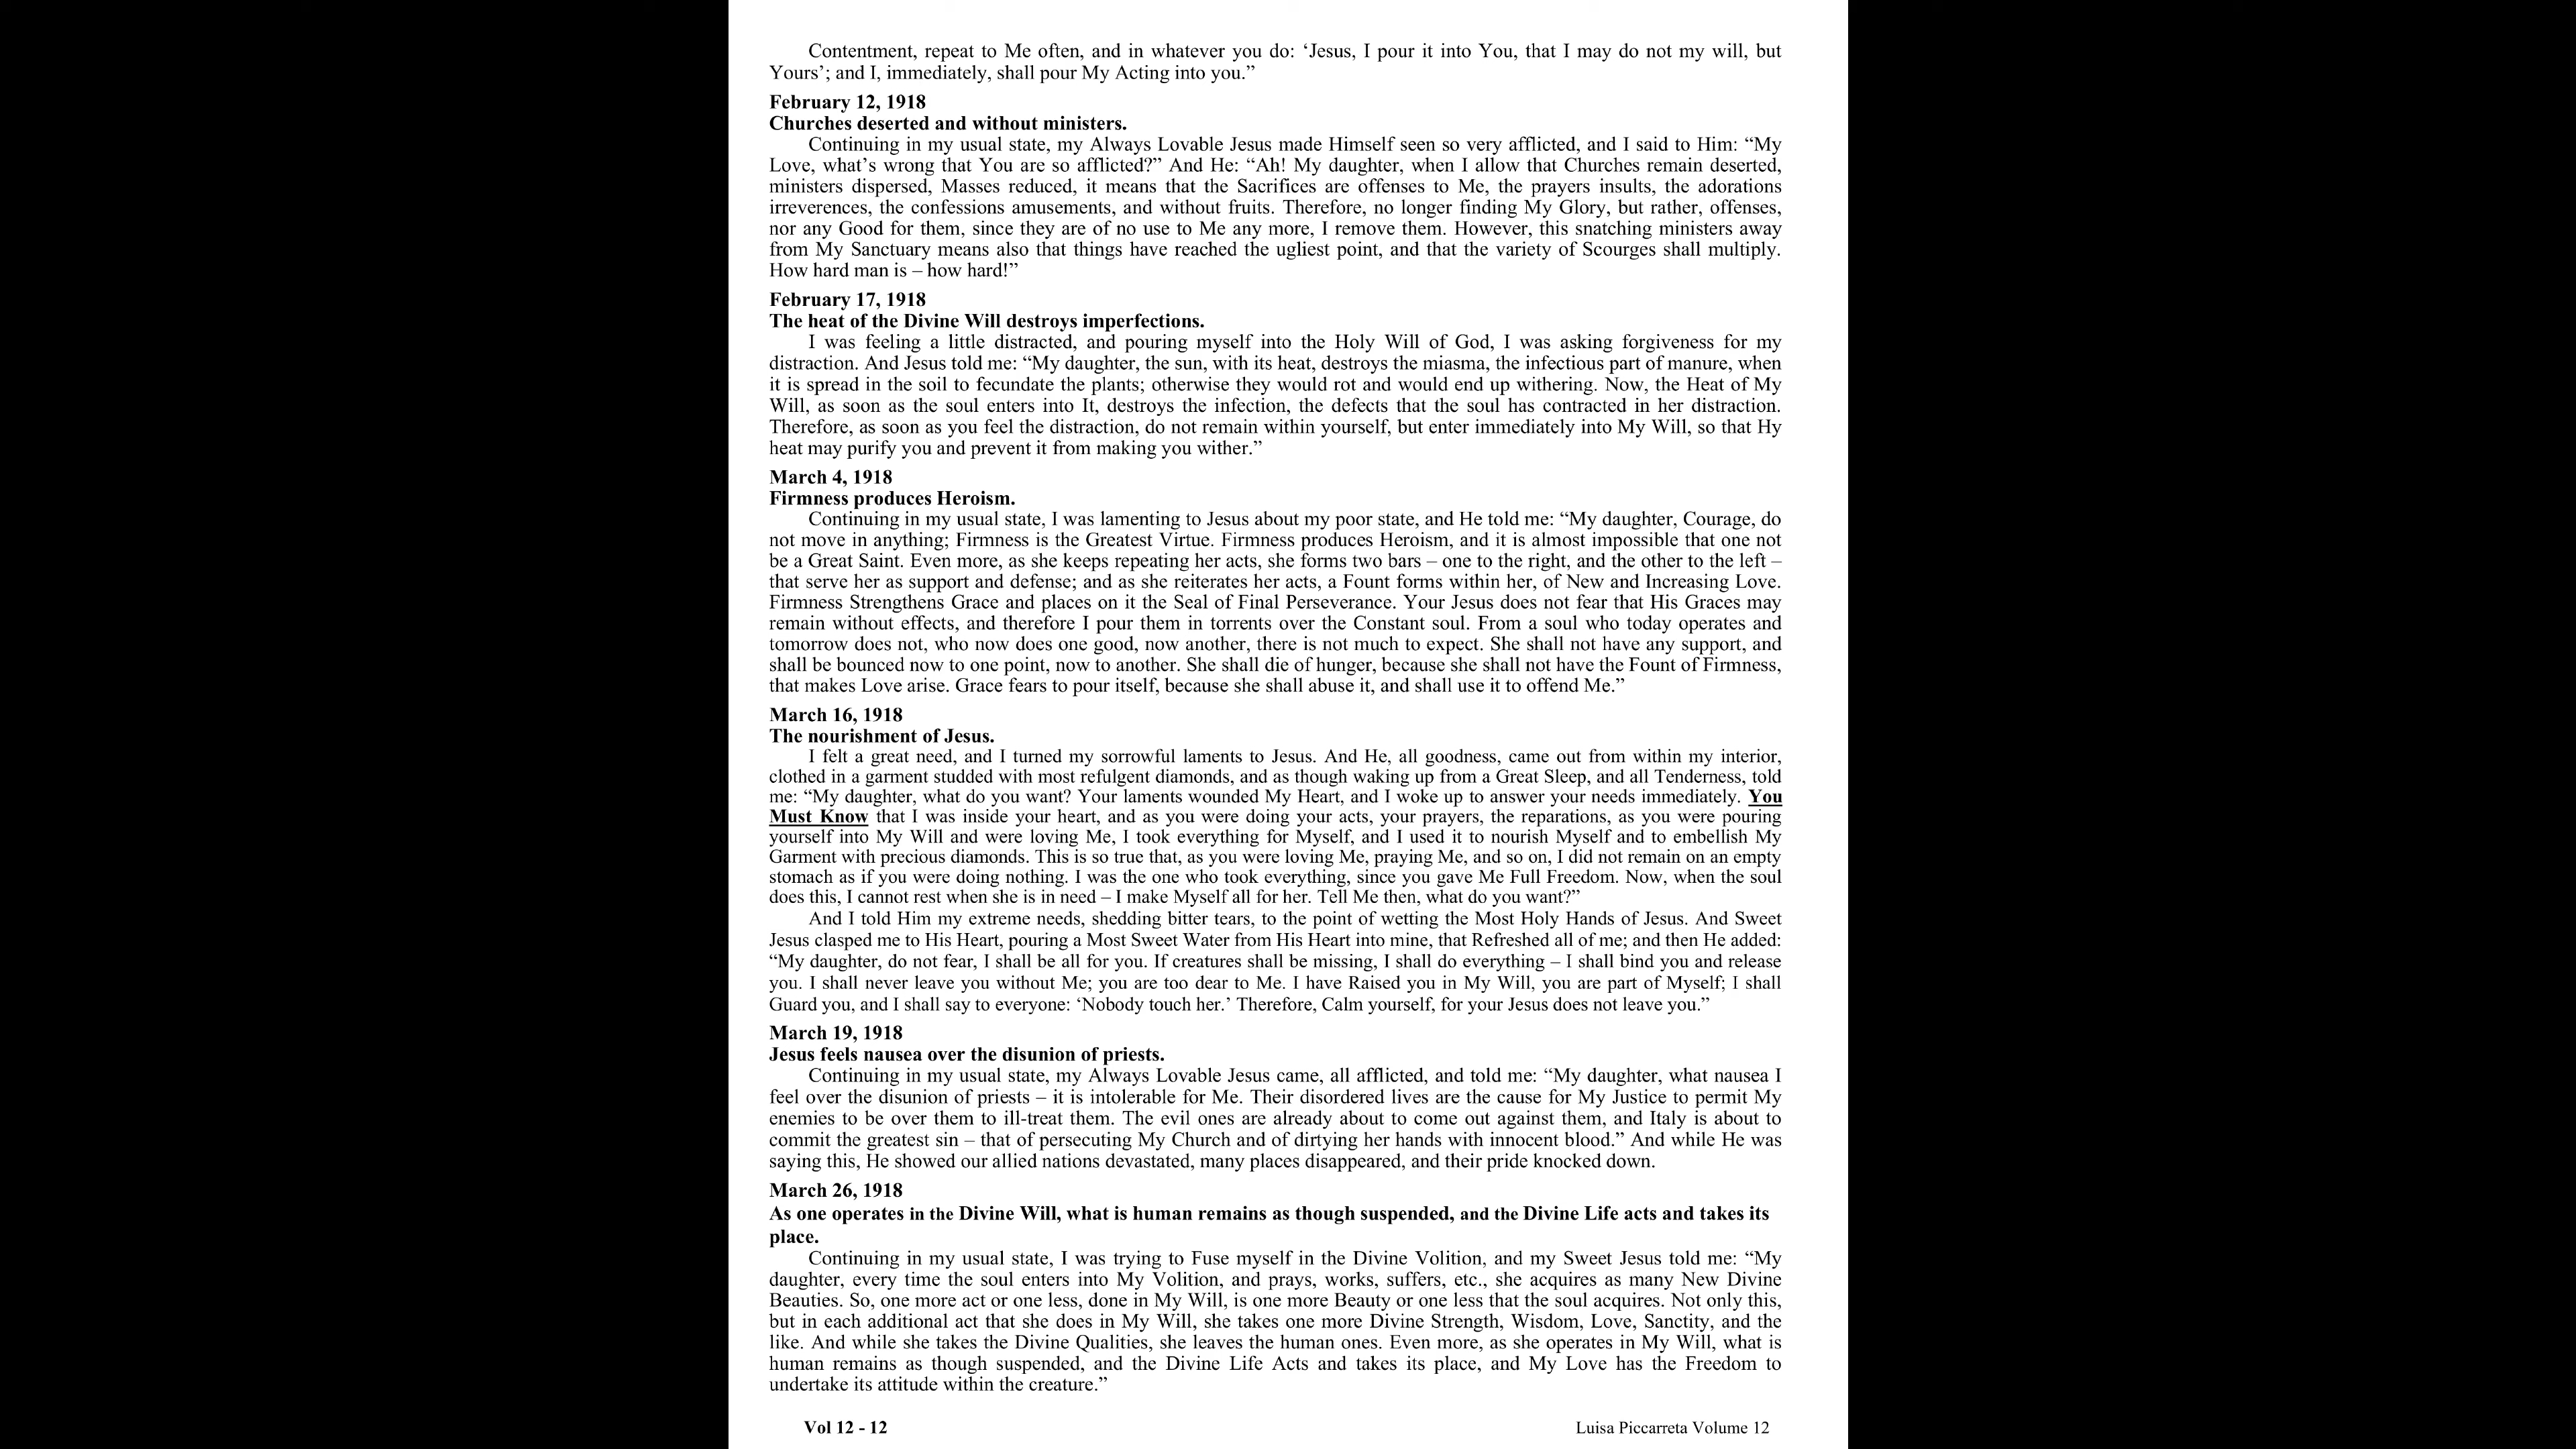 Contentment, repeat to Me often, and in whatever you do: ‘Jesus, I pour it into You, that I may do not my will, but
Yours’; and I, immediately, shall pour My Acting into you.”
February 12, 1918
Churches deserted and without ministers.
Continuing in my usual state, my Always Lovable Jesus made Himself seen so very afflicted, and I said to Him: “My
Love, what’s wrong that You are so afflicted?” And He: “Ah! My daughter, when I allow that Churches remain deserted,
ministers dispersed, Masses reduced, it means that the Sacrifices are offenses to Me, the prayers insults, the adorations
irreverences, the confessions amusements, and without fruits. Therefore, no longer finding My Glory, but rather, offenses,
nor any Good for them, since they are of no use to Me any more, I remove them. However, this snatching ministers away
from My Sanctuary means also that things have reached the ugliest point, and that the variety of Scourges shall multiply.
How hard man is – how hard!”
February 17, 1918
The heat of the Divine Will destroys imperfections.
I was feeling a little distracted, and pouring myself into the Holy Will of God, I was asking forgiveness for my
distraction. And Jesus told me: “My daughter, the sun, with its heat, destroys the miasma, the infectious part of manure, when
it is spread in the soil to fecundate the plants; otherwise they would rot and would end up withering. Now, the Heat of My
Will, as soon as the soul enters into It, destroys the infection, the defects that the soul has contracted in her distraction.
Therefore, as soon as you feel the distraction, do not remain within yourself, but enter immediately into My Will, so that Hy
heat may purify you and prevent it from making you wither.”
March 4, 1918
Firmness produces Heroism.
Continuing in my usual state, I was lamenting to Jesus about my poor state, and He told me: “My daughter, Courage, do
not move in anything; Firmness is the Greatest Virtue. Firmness produces Heroism, and it is almost impossible that one not
be a Great Saint. Even more, as she keeps repeating her acts, she forms two bars – one to the right, and the other to the left –
that serve her as support and defense; and as she reiterates her acts, a Fount forms within her, of New and Increasing Love.
Firmness Strengthens Grace and places on it the Seal of Final Perseverance. Your Jesus does not fear that His Graces may
remain without effects, and therefore I pour them in torrents over the Constant soul. From a soul who today operates and
tomorrow does not, who now does one good, now another, there is not much to expect. She shall not have any support, and
shall be bounced now to one point, now to another. She shall die of hunger, because she shall not have the Fount of Firmness,
that makes Love arise. Grace fears to pour itself, because she shall abuse it, and shall use it to offend Me.”
March 16, 1918
The nourishment of Jesus.
I felt a great need, and I turned my sorrowful laments to Jesus. And He, all goodness, came out from within my interior,
clothed in a garment studded with most refulgent diamonds, and as though waking up from a Great Sleep, and all Tenderness, told
me: “My daughter, what do you want? Your laments wounded My Heart, and I woke up to answer your needs immediately. You
Must Know that I was inside your heart, and as you were doing your acts, your prayers, the reparations, as you were pouring
yourself into My Will and were loving Me, I took everything for Myself, and I used it to nourish Myself and to embellish My
Garment with precious diamonds. This is so true that, as you were loving Me, praying Me, and so on, I did not remain on an empty
stomach as if you were doing nothing. I was the one who took everything, since you gave Me Full Freedom. Now, when the soul
does this, I cannot rest when she is in need – I make Myself all for her. Tell Me then, what do you want?”
And I told Him my extreme needs, shedding bitter tears, to the point of wetting the Most Holy Hands of Jesus. And Sweet
Jesus clasped me to His Heart, pouring a Most Sweet Water from His Heart into mine, that Refreshed all of me; and then He added:
“My daughter, do not fear, I shall be all for you. If creatures shall be missing, I shall do everything – I shall bind you and release
you. I shall never leave you without Me; you are too dear to Me. I have Raised you in My Will, you are part of Myself; I shall
Guard you, and I shall say to everyone: ‘Nobody touch her.’ Therefore, Calm yourself, for your Jesus does not leave you.”
March 19, 1918
Jesus feels nausea over the disunion of priests.
Continuing in my usual state, my Always Lovable Jesus came, all afflicted, and told me: “My daughter, what nausea I
feel over the disunion of priests – it is intolerable for Me. Their disordered lives are the cause for My Justice to permit My
enemies to be over them to ill-treat them. The evil ones are already about to come out against them, and Italy is about to
commit the greatest sin – that of persecuting My Church and of dirtying her hands with innocent blood.” And while He was
saying this, He showed our allied nations devastated, many places disappeared, and their pride knocked down.
March 26, 1918
As one operates in the Divine Will, what is human remains as though suspended, and the Divine Life acts and takes its
place.
Continuing in my usual state, I was trying to Fuse myself in the Divine Volition, and my Sweet Jesus told me: “My
daughter, every time the soul enters into My Volition, and prays, works, suffers, etc., she acquires as many New Divine
Beauties. So, one more act or one less, done in My Will, is one more Beauty or one less that the soul acquires. Not only this,
but in each additional act that she does in My Will, she takes one more Divine Strength, Wisdom, Love, Sanctity, and the
like. And while she takes the Divine Qualities, she leaves the human ones. Even more, as she operates in My Will, what is
human remains as though suspended, and the Divine Life Acts and takes its place, and My Love has the Freedom to
undertake its attitude within the creature.”
Vol 12 - 12
Luisa Piccarreta Volume 12